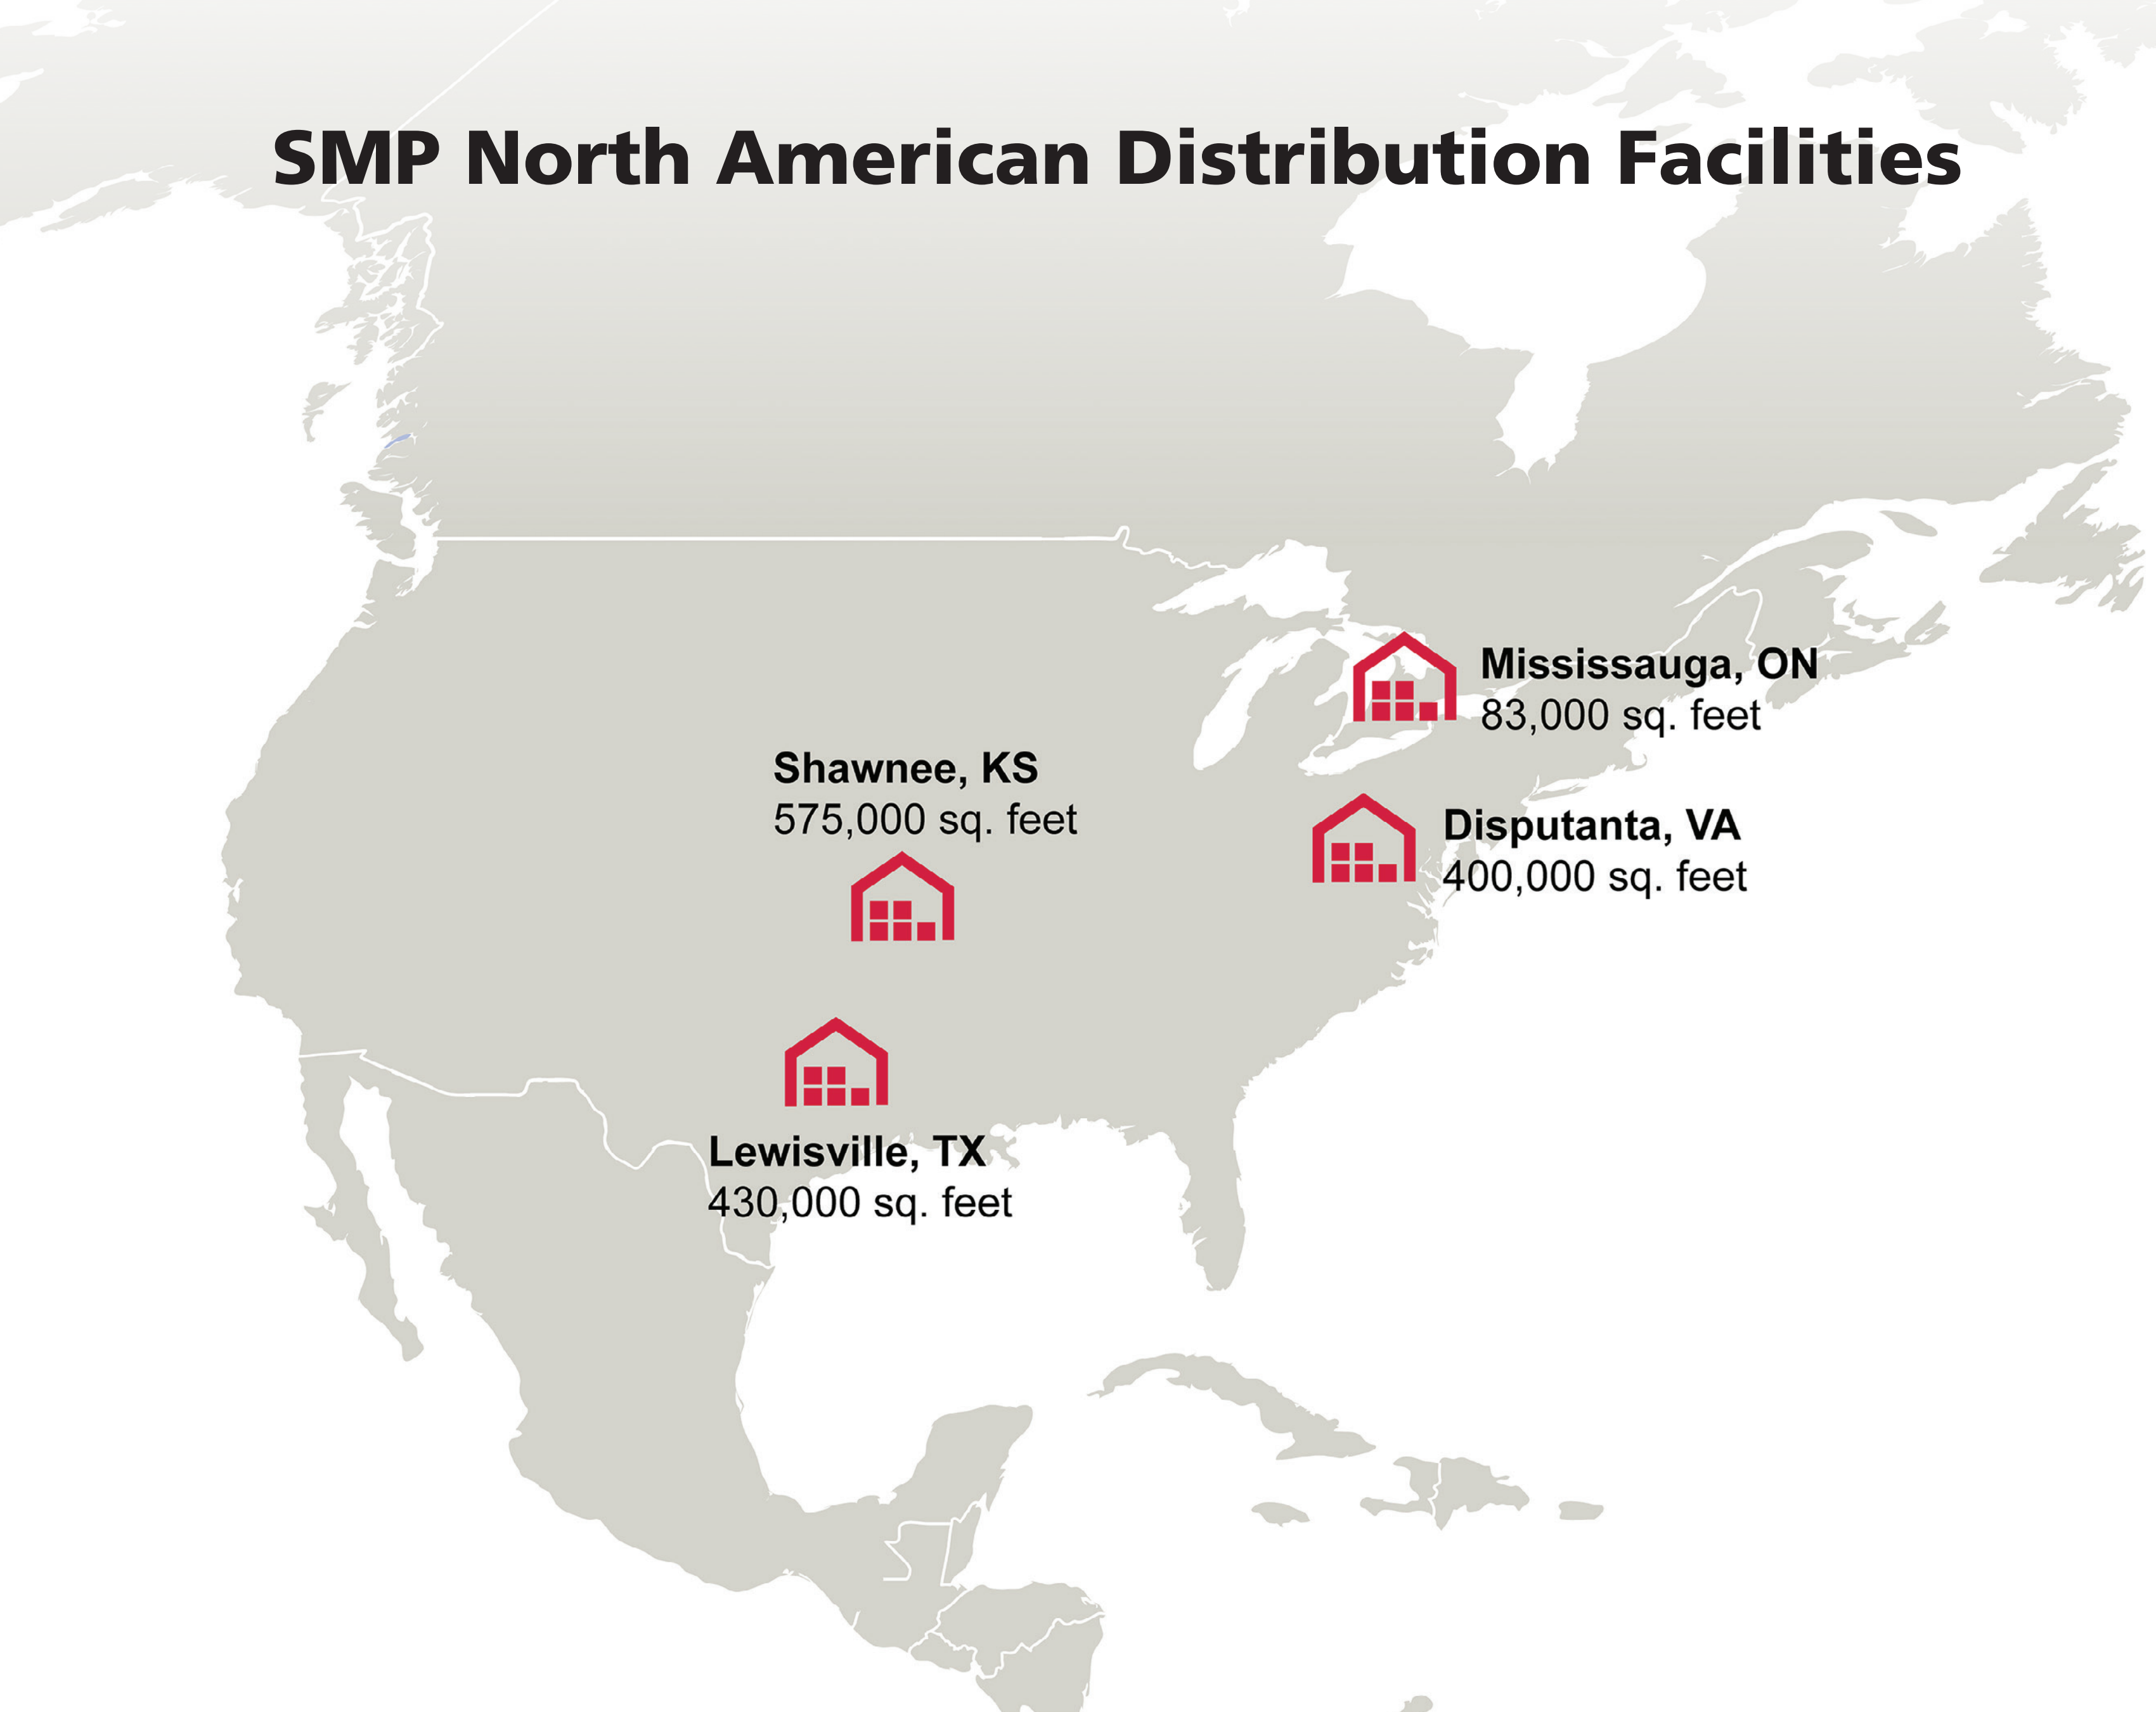 SMP North American Distribution Facilities
Mississauga, ON
83,000 sq. feet
Shawnee, KS
575,000 sq. feet
Disputanta, VA
400,000 sq. feet
Lewisville, TX
430,000 sq. feet